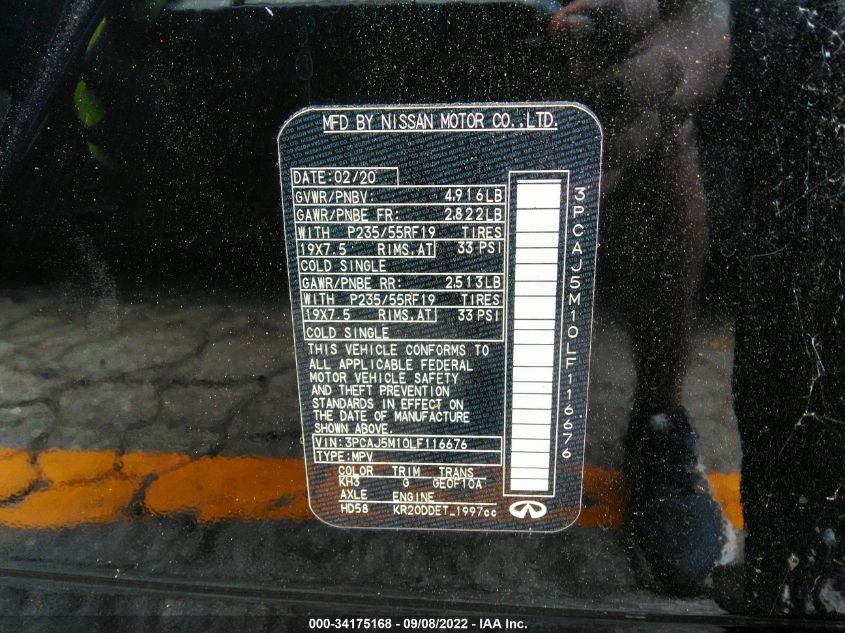 MFD BY NISSAN MOTOR CO.,LTD.
DATE:02/20
GVWR/PNBV: 4,916LB
GAWR/PNBE FR: 2,822LB
WITH P235/55RF19 TIRES
19X7.5 RIMS,AT 33 PSI
COLD SINGLE
GAWR/PNBE RR: 2,513LB
WITH P235/55RF19 TIRES
19X7.5 RIMS,AT 33 PSI
COLD SINGLE
THIS VEHICLE CONFORMS TO
ALL APPLICABLE FEDERAL
MOTOR VEHICLE SAFETY
AND THEFT PREVENTION
STANDARDS IN EFFECT ON
THE DATE OF MANUFACTURE
SHOWN ABOVE.
VIN:3PCAJ5M10LF116676
TYPE:MPV
COLOR TRIM TRANS
KH3 G GE0F10A
AXLE ENGINE
HD58 KR20DDET_1997cc
3PCAJ5M10LF116676
000-34175168 - 09/08/2022 - IAA Inc.